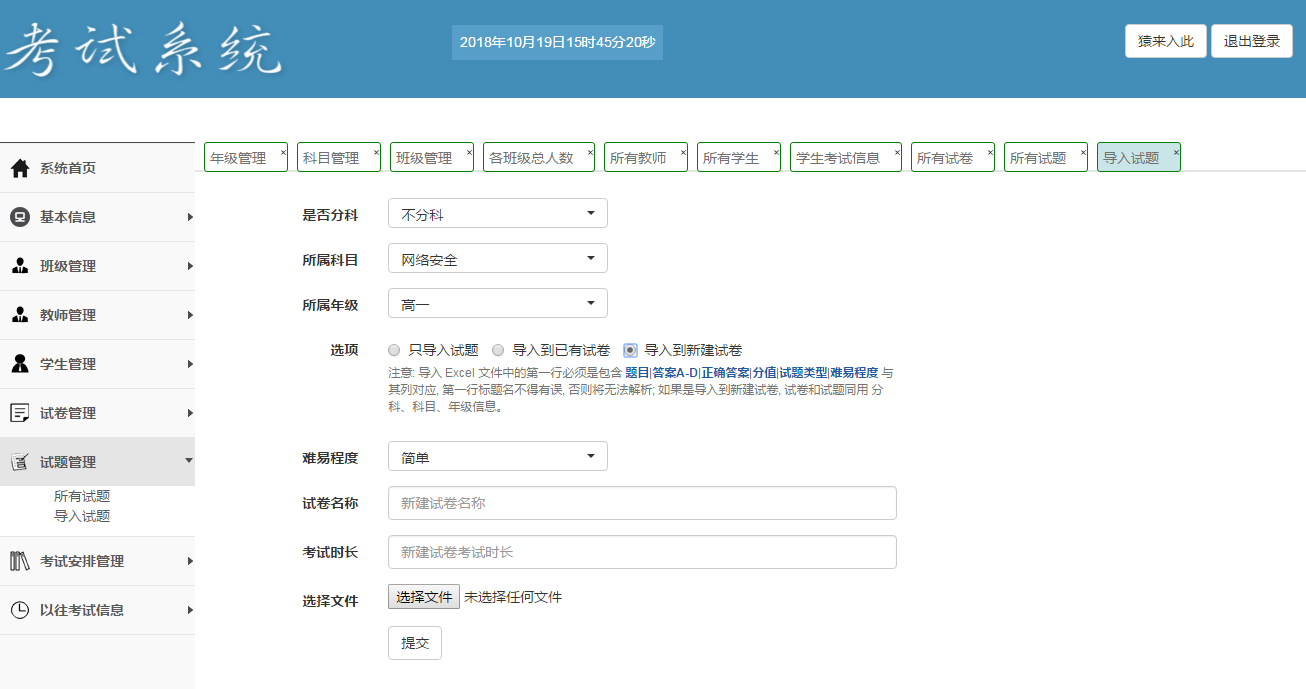 考试系统
2018年10月19日15时45分20秒
猿来入此
退出登录
系统首页
基本信息
班级管理
教师管理
学生管理
试卷管理
试题管理
所有试题
导入试题
考试安排管理
以往考试信息
年级管理 ×
科目管理 ×
班级管理 ×
各班级总人数 ×
所有教师 ×
所有学生 ×
学生考试信息 ×
所有试卷 ×
所有试题 ×
导入试题 ×
是否分科 不分科
所属科目 网络安全
所属年级 高一
选项 只导入试题 导入到已有试卷 导入到新建试卷
注意: 导入 Excel 文件中的第一行必须是包含 题目|答案A-D|正确答案|分值|试题类型|难易程度 与
其列对应, 第一行标题名不得有误, 否则将无法解析; 如果是导入到新建试卷, 试卷和试题同用 分
科、科目、年级信息。
难易程度 简单
试卷名称 新建试卷名称
考试时长 新建试卷考试时长
选择文件 选择文件 未选择任何文件
提交